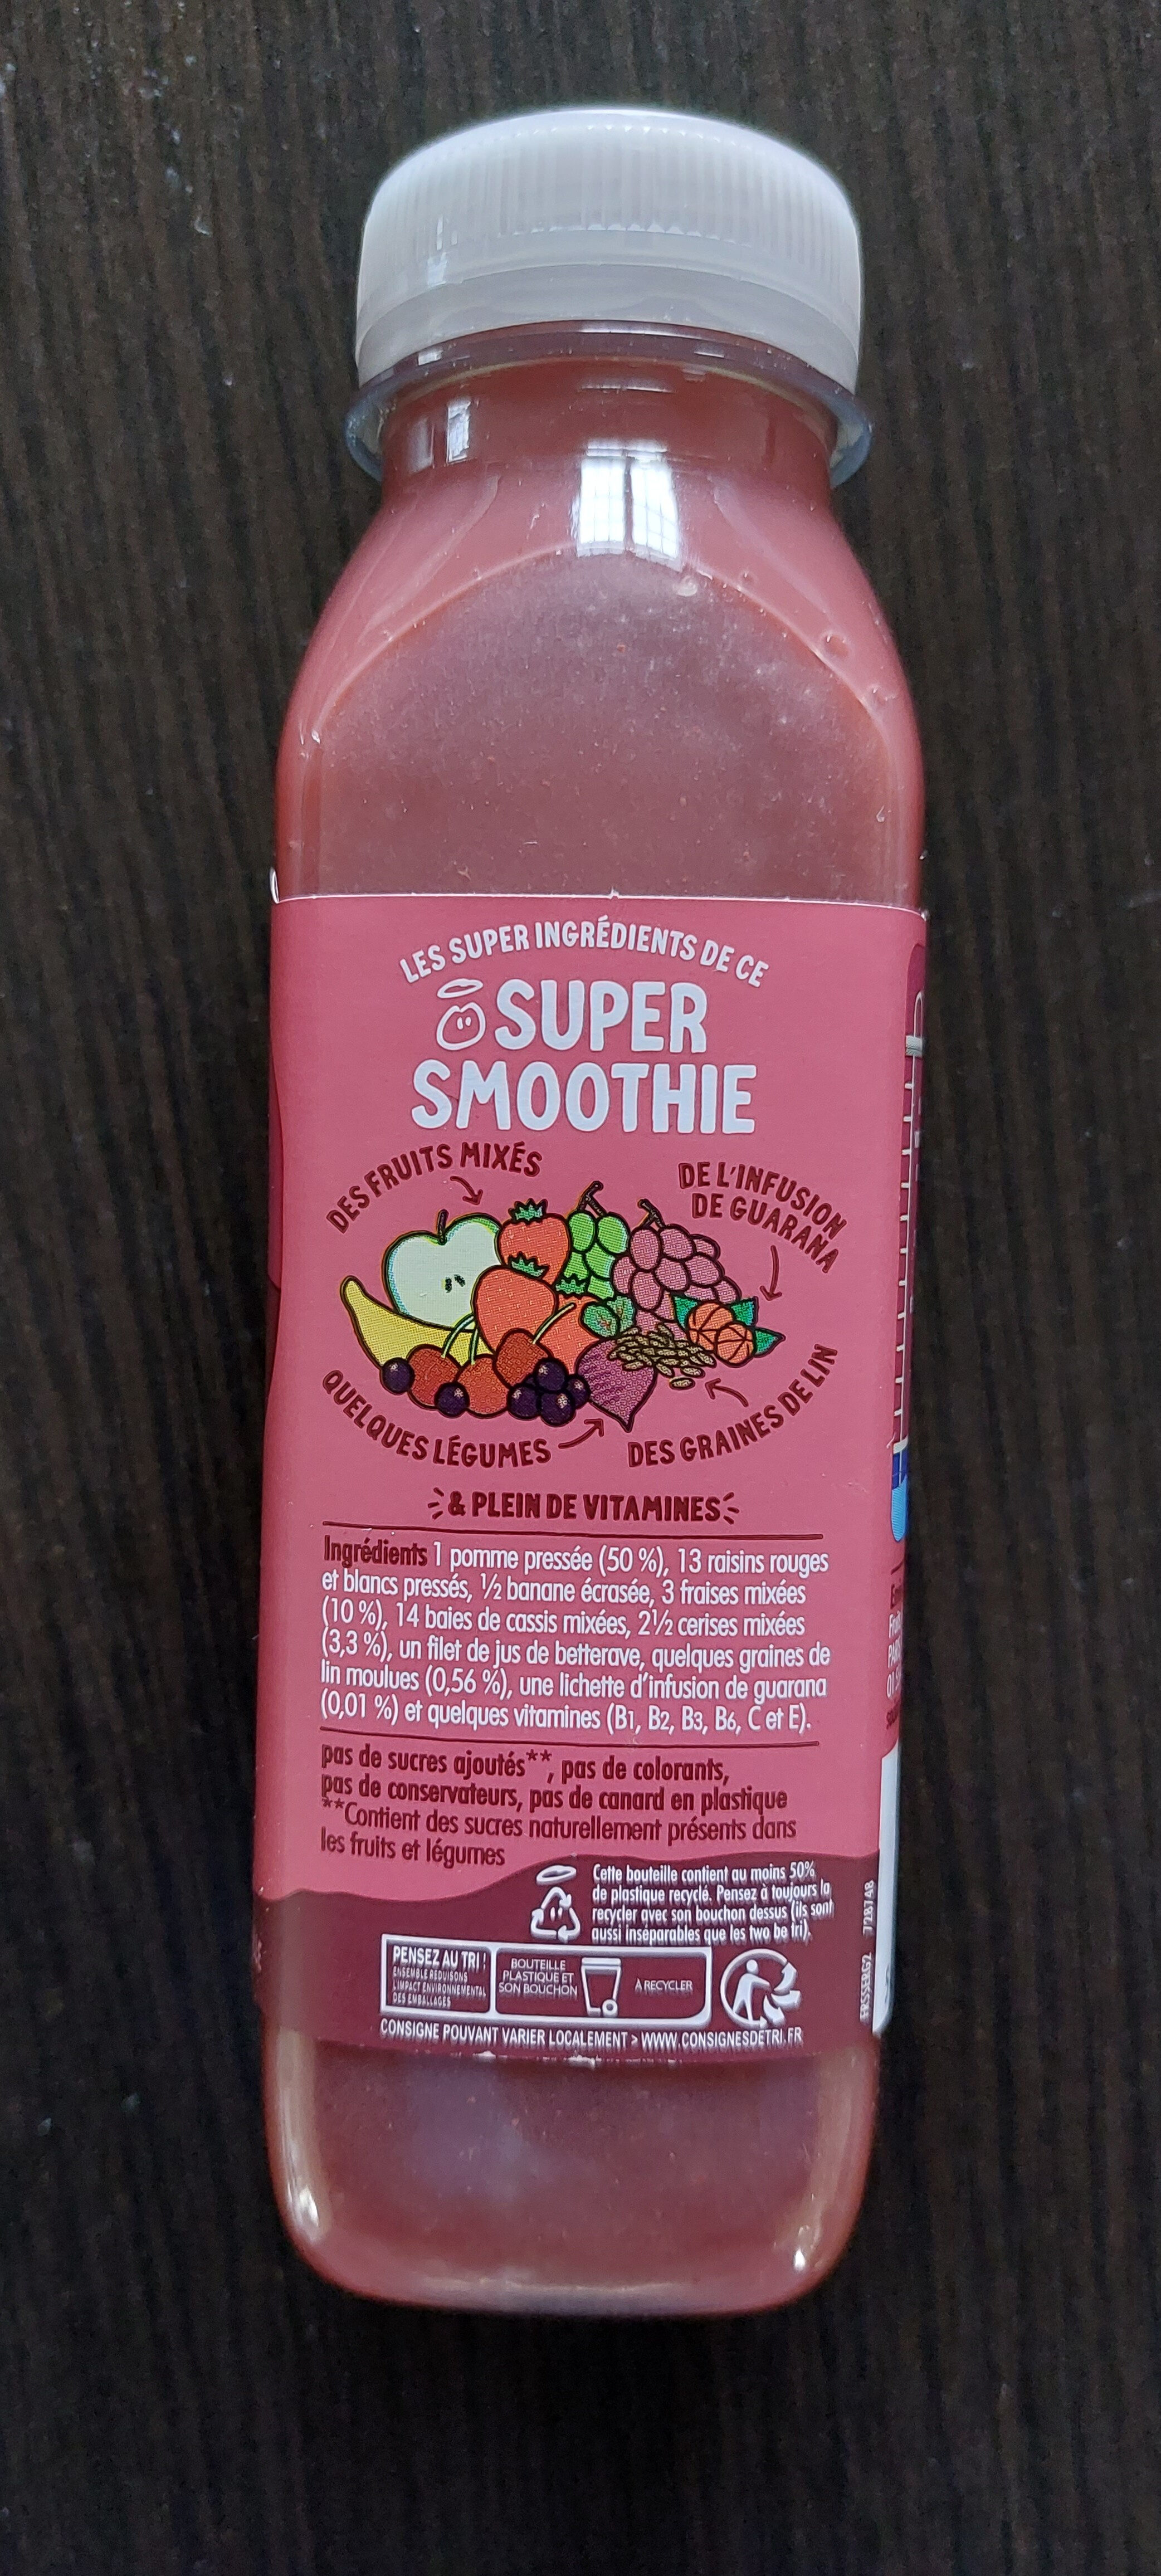 LES SUPER INGRÉDIENTS DE CE
SUPER
SMOOTHIE
DES FRUITS MIXÉS
DE L'INFUSION
DE GUARANA
QUELQUES LÉGUMES
DES GRAINES DE LIN
& PLEIN DE VITAMINES
Ingrédients 1 pomme pressée (50 %), 13 raisins rouges
et blancs pressés, ½ banane écrasée, 3 fraises mixées
(10 %), 14 baies de cassis mixées, 2½ cerises mixées
(3,3 %), un filet de jus de betterave, quelques graines de
lin moulues (0,56 %), une lichette d'infusion de guarana
(0,01 %) et quelques vitamines (B1, B2, B3, B6, C et E).
pas de sucres ajoutés**, pas de colorants,
pas de conservateurs, pas de canard en plastique
**Contient des sucres naturellement présents dans
les fruits et légumes
Cette bouteille contient au moins 50%
de plastique recyclé. Pensez à toujours la
recycler avec son bouchon dessus (ils sont
aussi inséparables que les two be tri).
PENSEZ AU TRI !
ENSEMBLE RÉDUISONS
L'IMPACT ENVIRONNEMENTAL
DES EMBALLAGES
BOUTEILLE
PLASTIQUE ET
SON BOUCHON
À RECYCLER
CONSIGNE POUVANT VARIER LOCALEMENT > WWW.CONSIGNESDETRI.FR